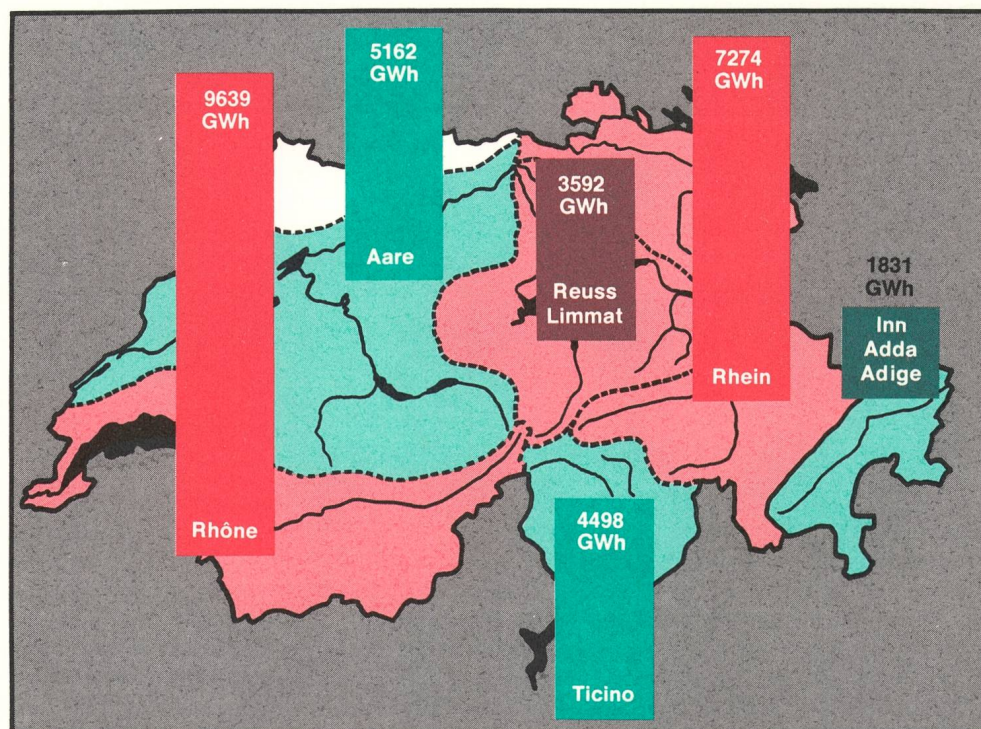 9639
GWh
Rhône
5162
GWh
Aare
3592
GWh
Reuss
Limmat
7274
GWh
Rhein
1831
GWh
Inn
Adda
Adige
4498
GWh
Ticino